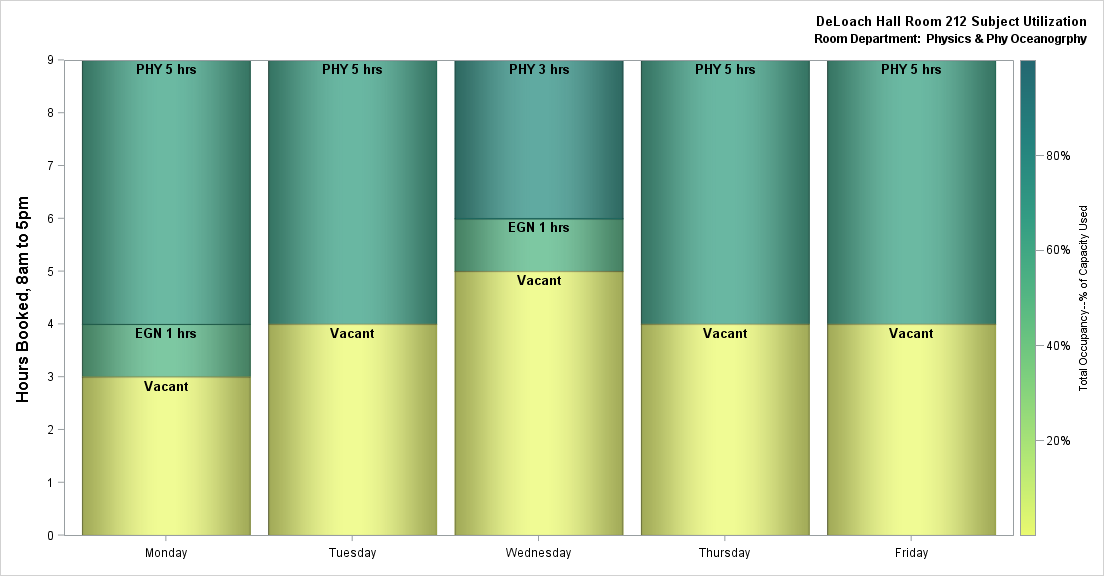 DeLoach Hall Room 212 Subject Utilization
Room Department: Physics & Phy Oceanogrphy
Hours Booked, 8am to 5pm
9
8
7
6
5
4
3
2
1
0
PHY 5 hrs
EGN 1 hrs
Vacant
PHY 5 hrs
Vacant
PHY 3 hrs
EGN 1 hrs
Vacant
PHY 5 hrs
Vacant
PHY 5 hrs
Vacant
Monday
Tuesday
Wednesday
Thursday
Friday
80%
60%
40%
20%
Total Occupancy--% of Capacity Used